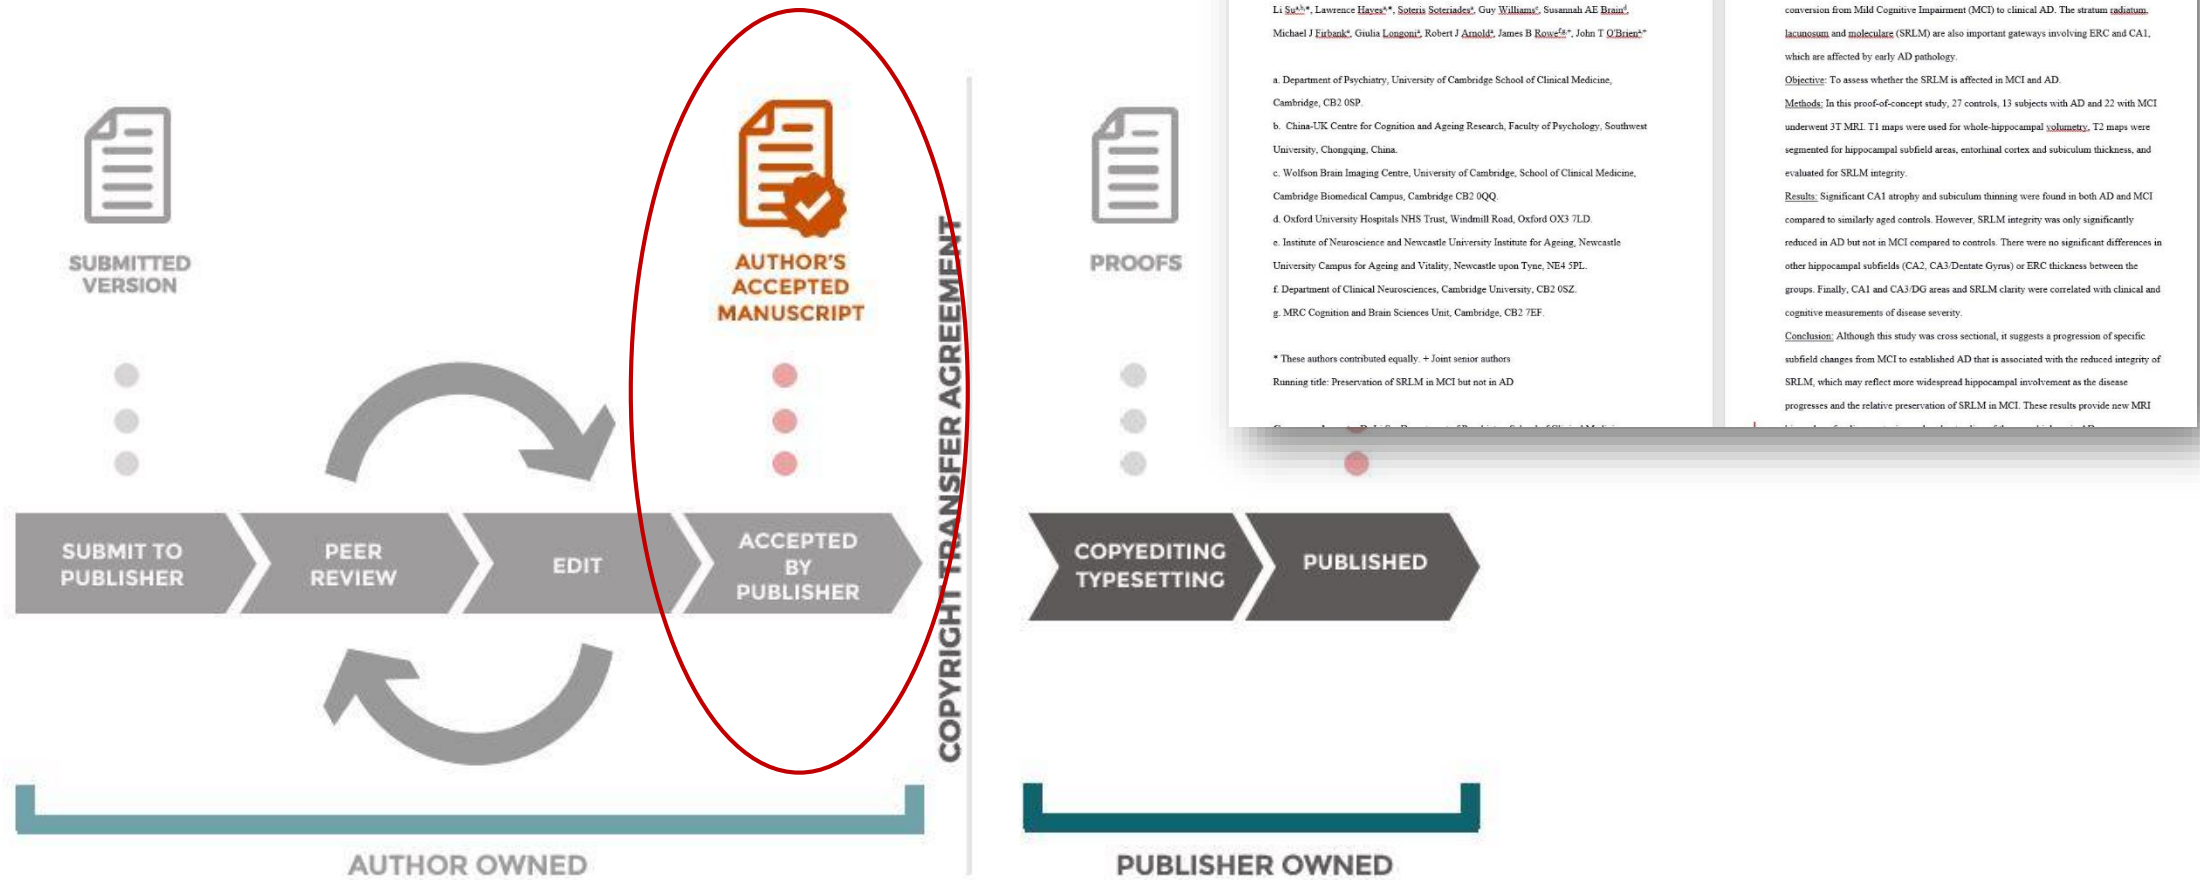 SUBMITTED
VERSION
AUTHOR'S
ACCEPTED
MANUSCRIPT
COPYRIGHT TRANSFER AGREEMENT
PROOFS
SUBMIT TO
PUBLISHER
PEER
REVIEW
EDIT
ACCEPTED
BY
PUBLISHER
COPYEDITING
TYPESETTING
PUBLISHED
AUTHOR OWNED
PUBLISHER OWNED
Li Su^a,b,*, Lawrence Hayes^a,*, Soteris Soteriades^a, Guy Williams^c, Susannah AE Brain^d,
Michael J Firbank^e, Giulia Longoni^a, Robert J Arnold^a, James B Rowe^f,g,+, John T O'Brien^a,+
a. Department of Psychiatry, University of Cambridge School of Clinical Medicine,
Cambridge, CB2 0SP.
b. China-UK Centre for Cognition and Ageing Research, Faculty of Psychology, Southwest
University, Chongqing, China.
c. Wolfson Brain Imaging Centre, University of Cambridge, School of Clinical Medicine,
Cambridge Biomedical Campus, Cambridge CB2 0QQ.
d. Oxford University Hospitals NHS Trust, Windmill Road, Oxford OX3 7LD.
e. Institute of Neuroscience and Newcastle University Institute for Ageing, Newcastle
University Campus for Ageing and Vitality, Newcastle upon Tyne, NE4 5PL.
f. Department of Clinical Neurosciences, Cambridge University, CB2 0SZ.
g. MRC Cognition and Brain Sciences Unit, Cambridge, CB2 7EF.
* These authors contributed equally. + Joint senior authors
Running title: Preservation of SRLM in MCI but not in AD
conversion from Mild Cognitive Impairment (MCI) to clinical AD. The stratum radiatum,
lacunosum and moleculare (SRLM) are also important gateways involving ERC and CA1,
which are affected by early AD pathology.
Objective: To assess whether the SRLM is affected in MCI and AD.
Methods: In this proof-of-concept study, 27 controls, 13 subjects with AD and 22 with MCI
underwent 3T MRI. T1 maps were used for whole-hippocampal volumetry, T2 maps were
segmented for hippocampal subfield areas, entorhinal cortex and subiculum thickness, and
evaluated for SRLM integrity.
Results: Significant CA1 atrophy and subiculum thinning were found in both AD and MCI
compared to similarly aged controls. However, SRLM integrity was only significantly
reduced in AD but not in MCI compared to controls. There were no significant differences in
other hippocampal subfields (CA2, CA3/Dentate Gyrus) or ERC thickness between the
groups. Finally, CA1 and CA3/DG areas and SRLM clarity were correlated with clinical and
cognitive measurements of disease severity.
Conclusion: Although this study was cross sectional, it suggests a progression of specific
subfield changes from MCI to established AD that is associated with the reduced integrity of
SRLM, which may reflect more widespread hippocampal involvement as the disease
progresses and the relative preservation of SRLM in MCI. These results provide new MRI